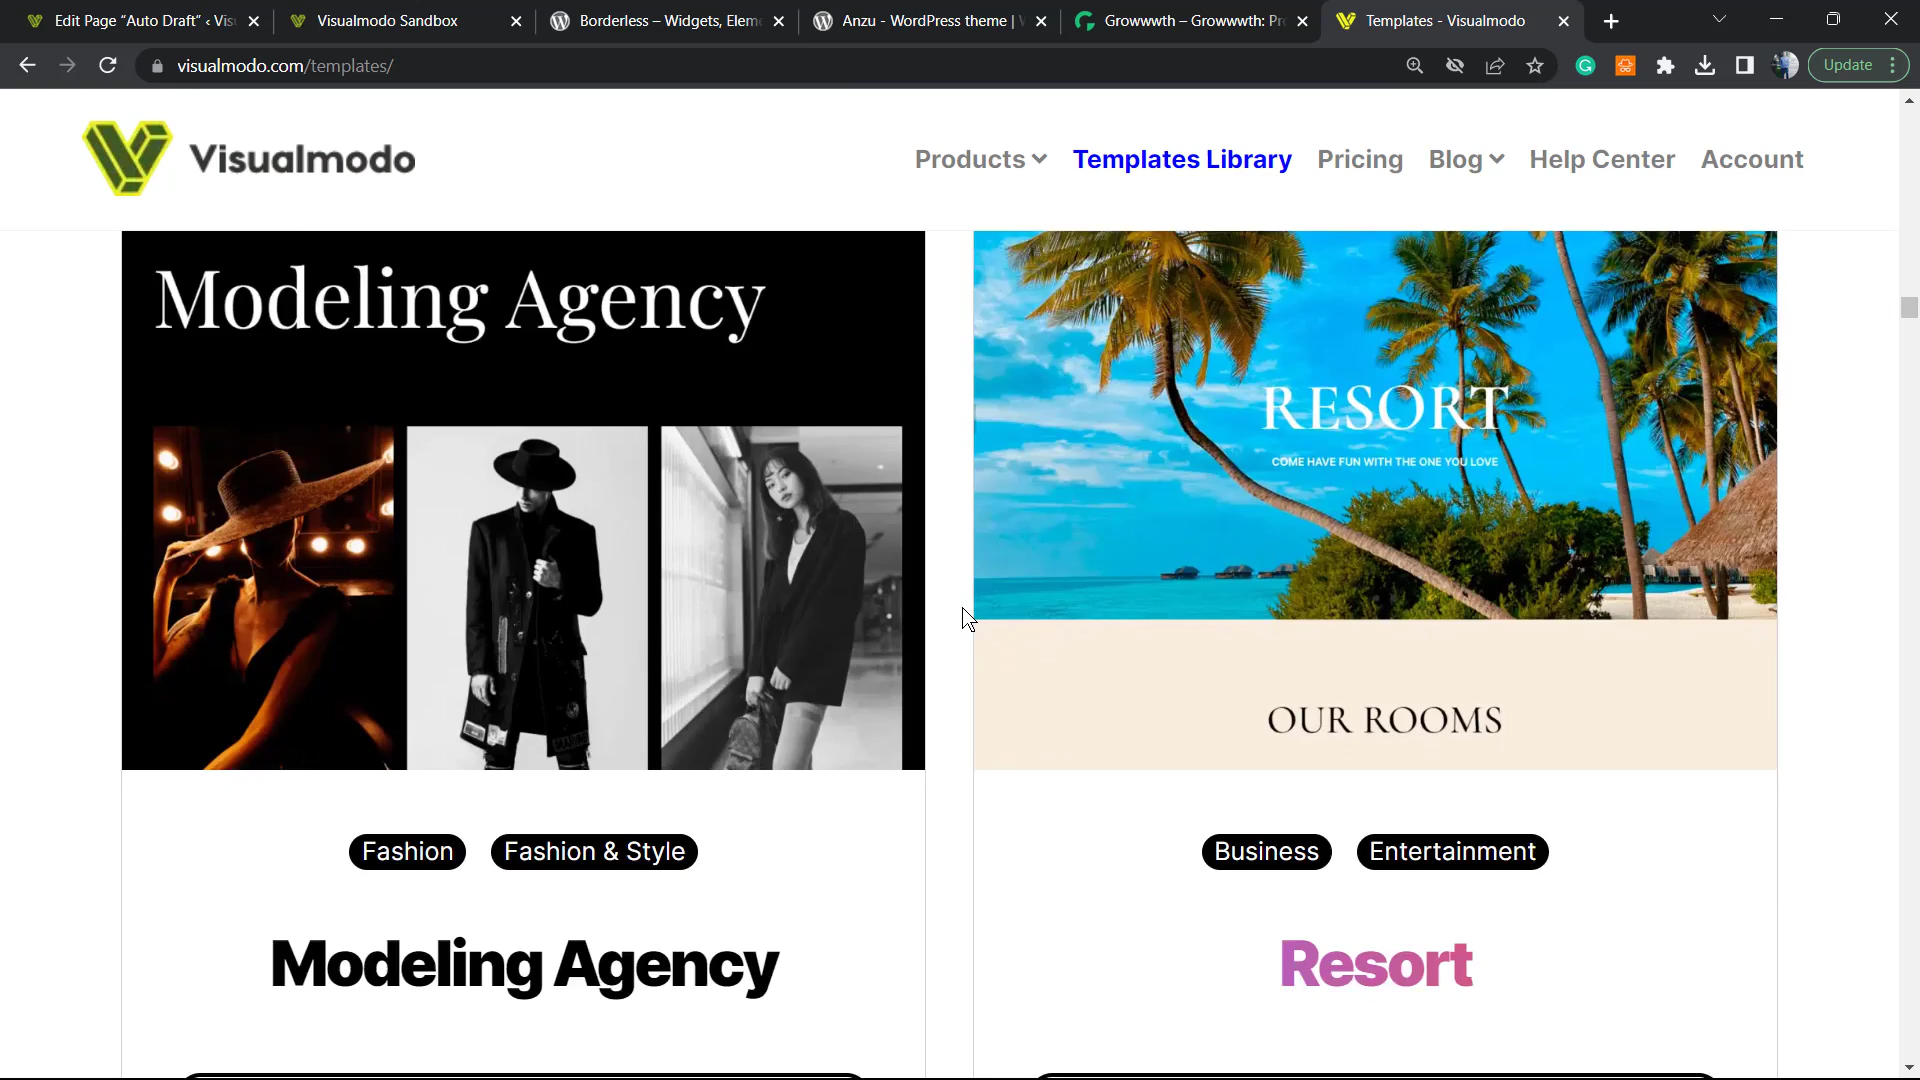 Edit Page “Auto Draft” ‹ Vis
Visualmodo Sandbox
Borderless – Widgets, Elem
Anzu - WordPress theme |
Growwwth – Growwwth: Pr
Templates - Visualmodo
visualmodo.com/templates/
Update
Visualmodo
Products
Templates Library
Pricing
Blog
Help Center
Account
Modeling Agency
RESORT
COME HAVE FUN WITH THE ONE YOU LOVE
OUR ROOMS
Fashion
Fashion & Style
Business
Entertainment
Modeling Agency
Resort